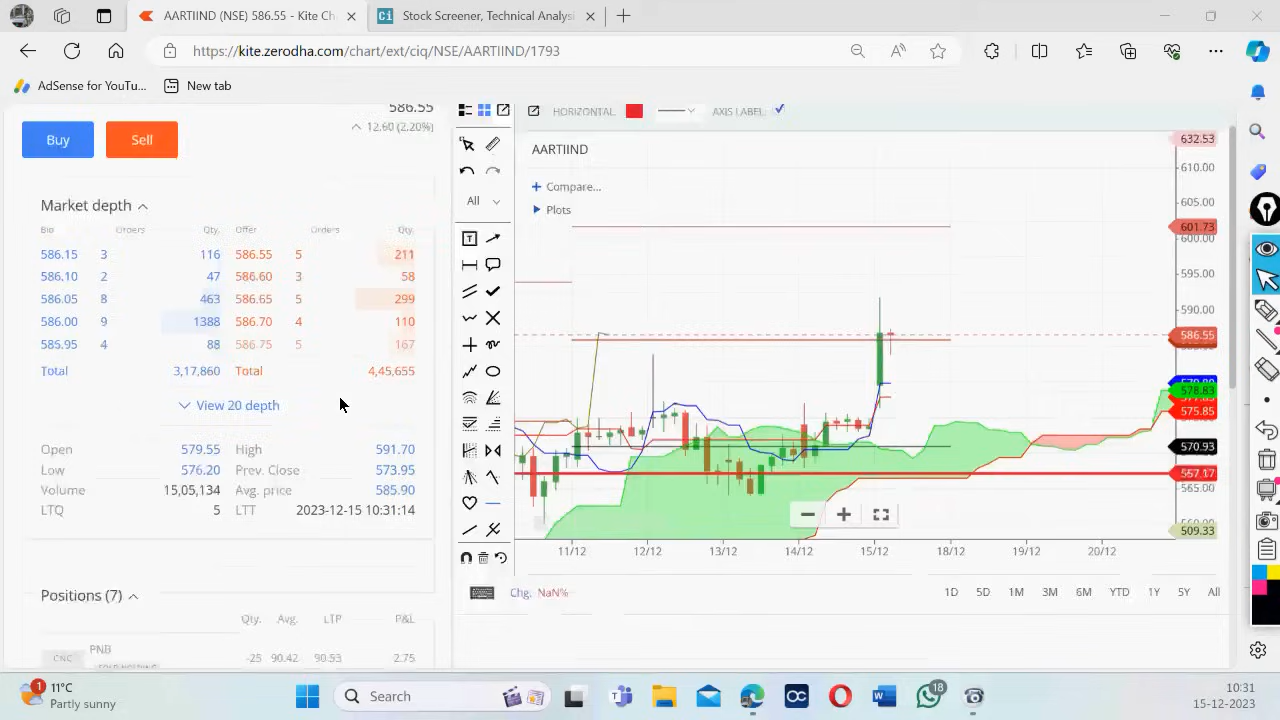 AARTIIND (NSE) 586.55 - Kite Ch
Stock Screener, Technical Analysi
https://kite.zerodha.com/chart/ext/ciq/NSE/AARTIIND/1793
AdSense for YouTu... New tab
586.55
12.60 (2.20%)
Buy Sell
HORIZONTAL AXIS LABEL:
Market depth
Bid Orders Qty. Offer Orders Qty.
586.15 3 116 586.55 5 211
586.10 2 47 586.60 3 58
586.05 8 463 586.65 5 299
586.00 9 1388 586.70 4 110
585.95 4 88 586.75 5 167
Total 3,17,860 Total 4,45,655
View 20 depth
Open 579.55 High 591.70
Low 576.20 Prev. Close 573.95
Volume 15,05,134 Avg. price 585.90
LTQ 5 LTT 2023-12-15 10:31:14
Positions (7)
Qty. Avg. LTP P&L
PNB
CNC -25 90.42 90.53 2.75
SOLD HOLDING
All
AARTIIND
Compare...
Plots
632.53
610.00
605.00
601.73
600.00
595.00
590.00
586.55
578.83
575.85
570.93
567.17
565.00
509.33
11/12 12/12 13/12 14/12 15/12 18/12 19/12 20/12
Chg. NaN% 1D 5D 1M 3M 6M YTD 1Y 5Y All
1 11°C
Partly sunny
Search
18
10:31
15-12-2023